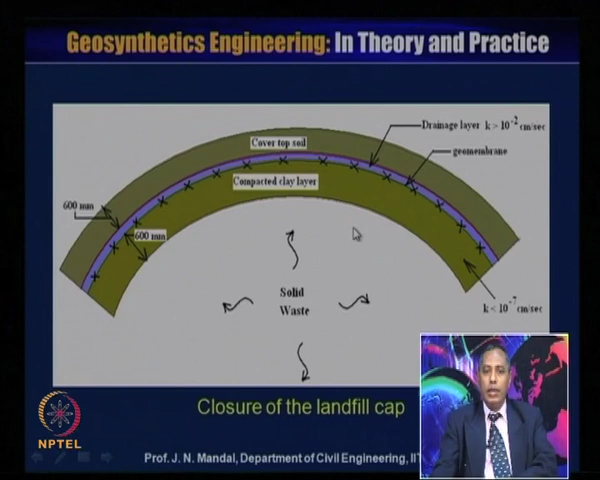 Geosynthetics Engineering: In Theory and Practice
Drainage layer k > 10⁻² cm/sec
Cover top soil
geomembrane
Compacted clay layer
600 mm
600 mm
Solid
Waste
k < 10⁻⁷ cm/sec
Closure of the landfill cap
NPTEL
Prof. J. N. Mandal, Department of Civil Engineering,